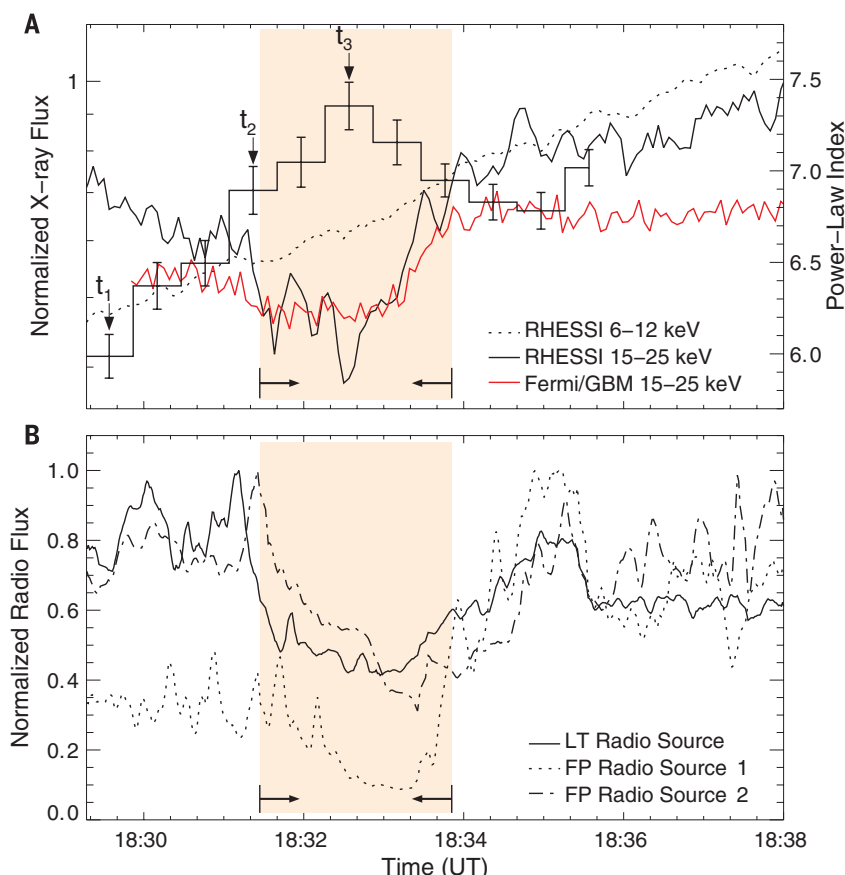 A
t₁
t₂
t₃
Normalized X−ray Flux
1
7.5
7.0
6.5
6.0
Power−Law Index
RHESSI 6−12 keV
RHESSI 15−25 keV
Fermi/GBM 15−25 keV
B
Normalized Radio Flux
1.0
0.8
0.6
0.4
0.2
0.0
LT Radio Source
FP Radio Source 1
FP Radio Source 2
18:30 18:32 18:34 18:36 18:38
Time (UT)